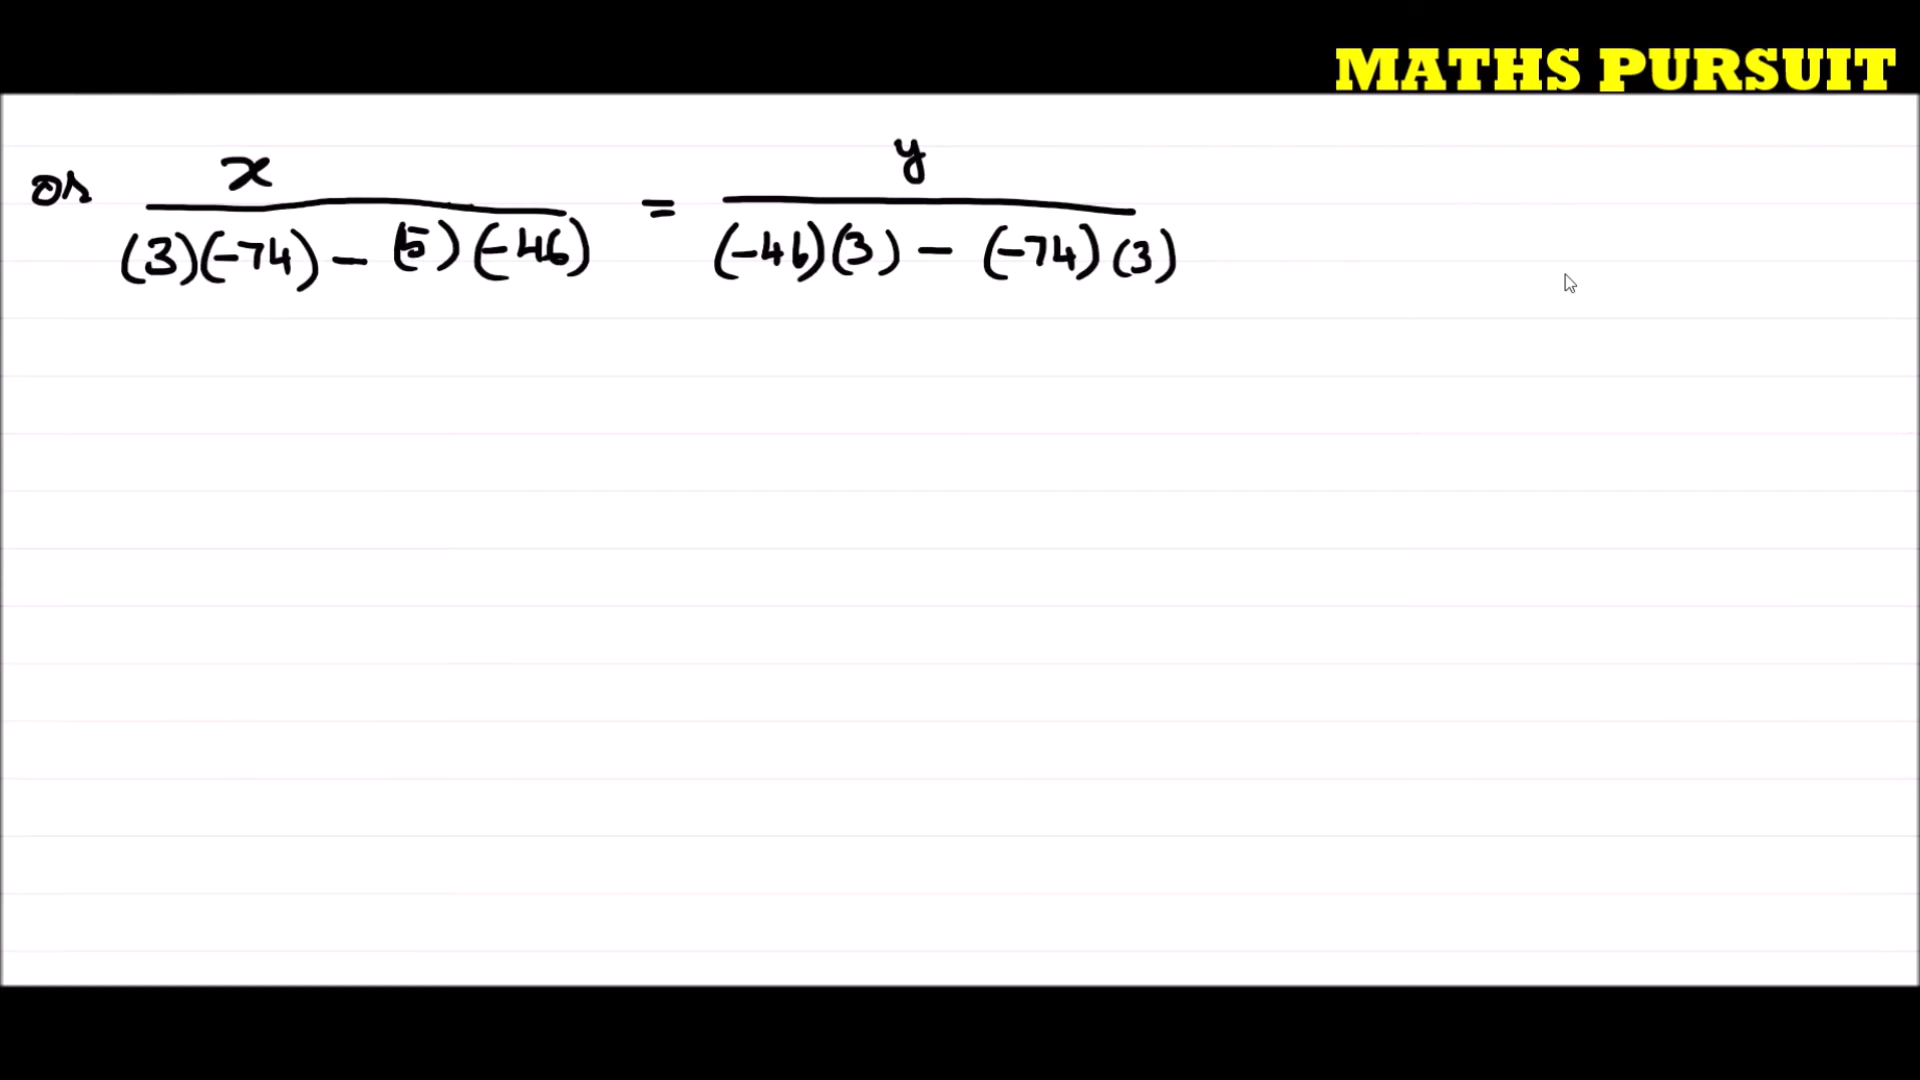 MATHS PURSUIT
or x / (3)(-74) - (5)(-46) = y / (-46)(3) - (-74)(3)